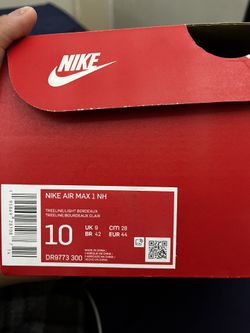 NIKE
NIKE AIR MAX 1 NH
TREELINE/LIGHT BORDEAUX
TREELINE/BOURDEAUX CLAIR
10
UK 9 CM 28
BR 42 EUR 44
DR9773 300